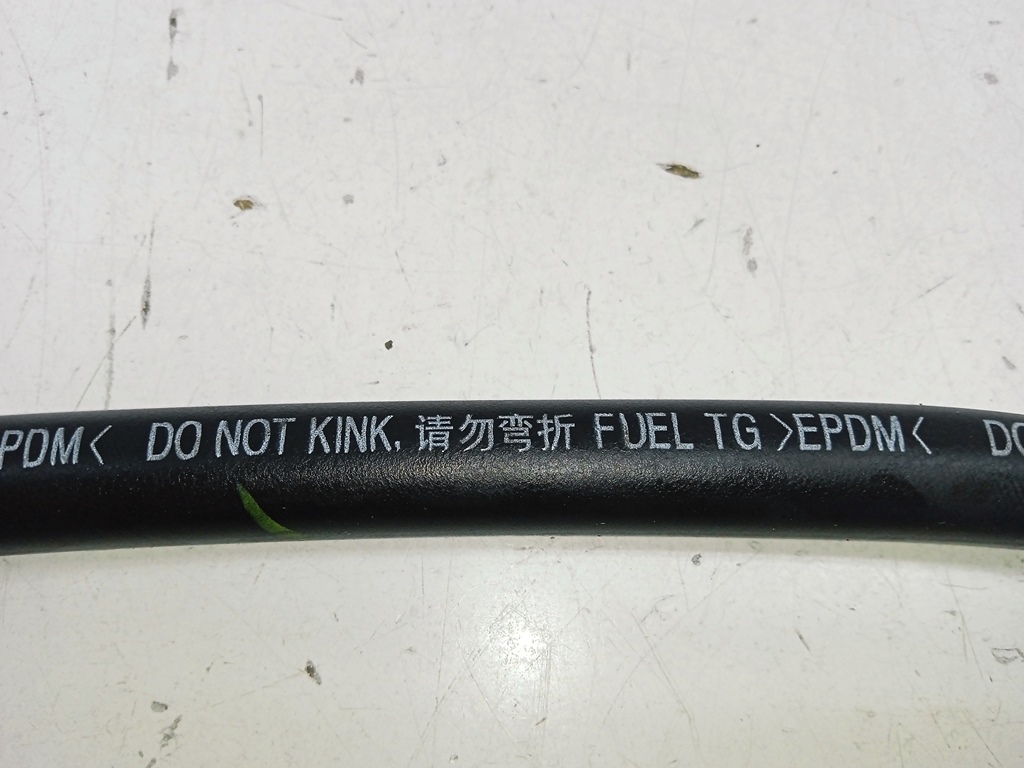 PDM< DO NOT KINK, 请勿弯折 FUEL TG >EPDM< DO